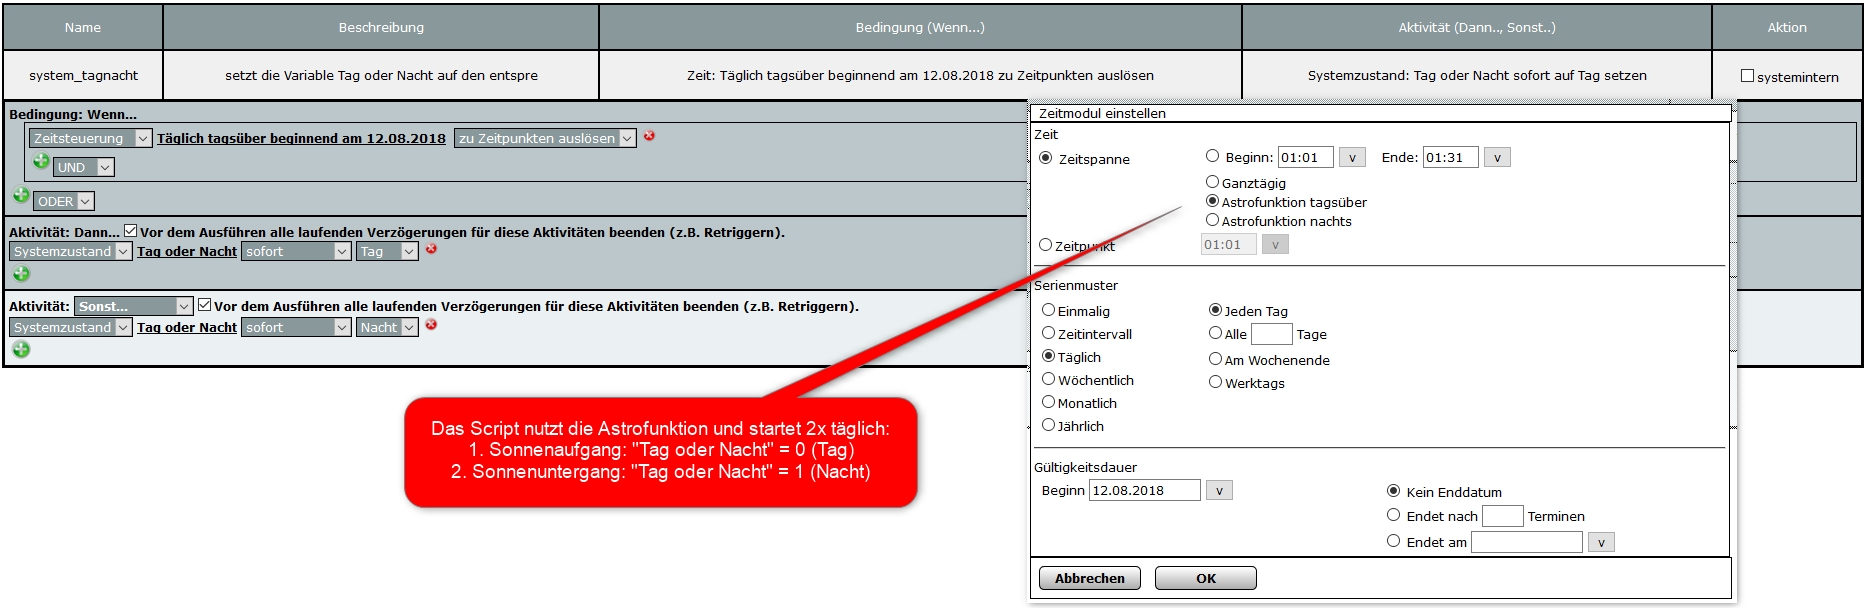 Name Beschreibung Bedingung (Wenn...) Aktivität (Dann.., Sonst..) Aktion
system_tagnacht setzt die Variable Tag oder Nacht auf den entspre Zeit: Täglich tagsüber beginnend am 12.08.2018 zu Zeitpunkten auslösen Systemzustand: Tag oder Nacht sofort auf Tag setzen systemintern
Bedingung: Wenn...
Zeitsteuerung Täglich tagsüber beginnend am 12.08.2018 zu Zeitpunkten auslösen
UND
ODER
Aktivität: Dann... Vor dem Ausführen alle laufenden Verzögerungen für diese Aktivitäten beenden (z.B. Retriggern).
Systemzustand Tag oder Nacht sofort Tag
Aktivität: Sonst... Vor dem Ausführen alle laufenden Verzögerungen für diese Aktivitäten beenden (z.B. Retriggern).
Systemzustand Tag oder Nacht sofort Nacht
Das Script nutzt die Astrofunktion und startet 2x täglich:
1. Sonnenaufgang: "Tag oder Nacht" = 0 (Tag)
2. Sonnenuntergang: "Tag oder Nacht" = 1 (Nacht)
Zeitmodul einstellen
Zeit
Zeitspanne Beginn: 01:01 v Ende: 01:31 v
Ganztägig
Astrofunktion tagsüber
Astrofunktion nachts
Zeitpunkt 01:01 v
Serienmuster
Einmalig Jeden Tag
Zeitintervall Alle Tage
Täglich Am Wochenende
Wöchentlich Werktags
Monatlich
Jährlich
Gültigkeitsdauer
Beginn 12.08.2018 v Kein Enddatum
Endet nach Terminen
Endet am v
Abbrechen OK